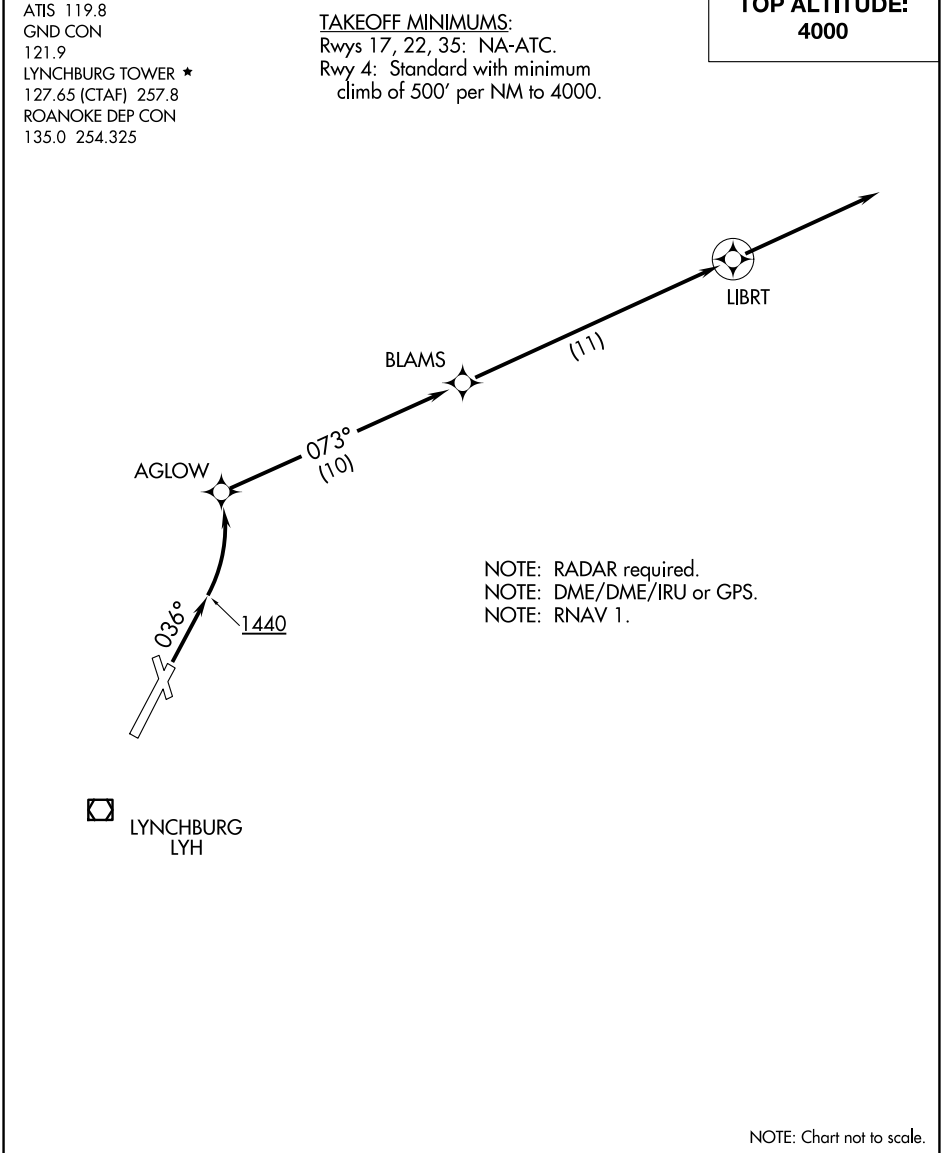 ATIS 119.8
GND CON
121.9
LYNCHBURG TOWER ★
127.65 (CTAF) 257.8
ROANOKE DEP CON
135.0 254.325
TAKEOFF MINIMUMS:
Rwys 17, 22, 35: NA-ATC.
Rwy 4: Standard with minimum
climb of 500' per NM to 4000.
TOP ALTITUDE:
4000
LIBRT
(11)
BLAMS
073°
(10)
AGLOW
NOTE: RADAR required.
NOTE: DME/DME/IRU or GPS.
NOTE: RNAV 1.
036°
1440
LYNCHBURG
LYH
NOTE: Chart not to scale.